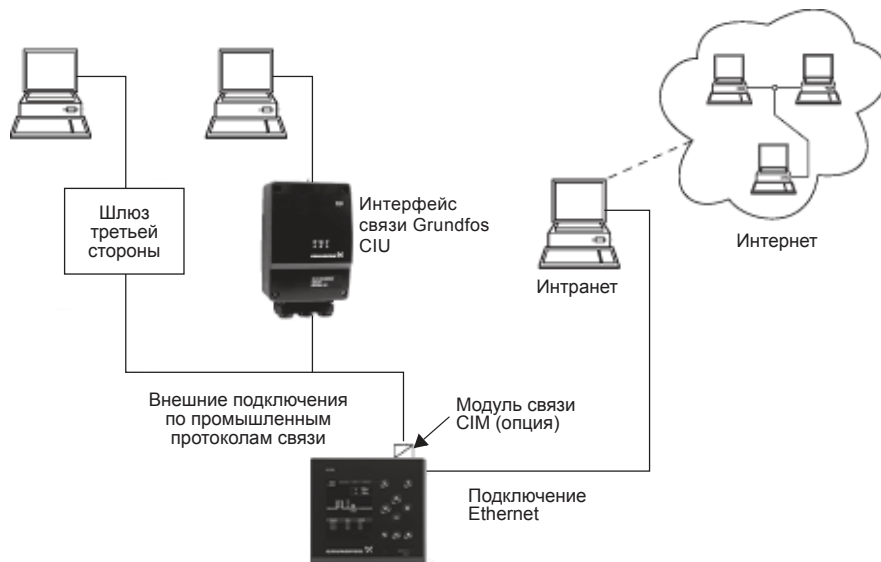 Шлюз
третьей
стороны
Интерфейс
связи Grundfos
CIU
Интернет
Интранет
Внешние подключения
по промышленным
протоколам связи
Модуль связи
CIM (опция)
Подключение
Ethernet